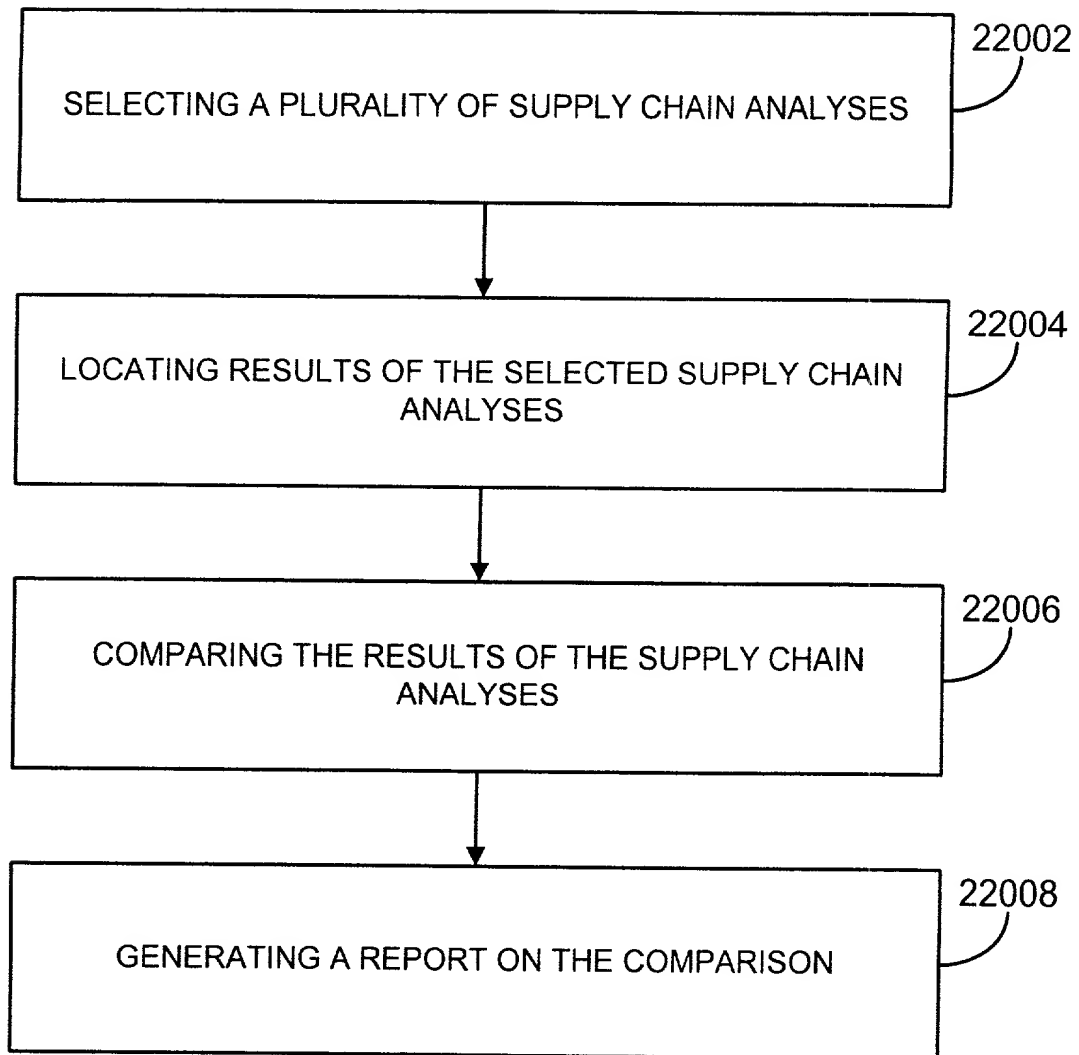 22002
SELECTING A PLURALITY OF SUPPLY CHAIN ANALYSES
22004
LOCATING RESULTS OF THE SELECTED SUPPLY CHAIN
ANALYSES
22006
COMPARING THE RESULTS OF THE SUPPLY CHAIN
ANALYSES
22008
GENERATING A REPORT ON THE COMPARISON